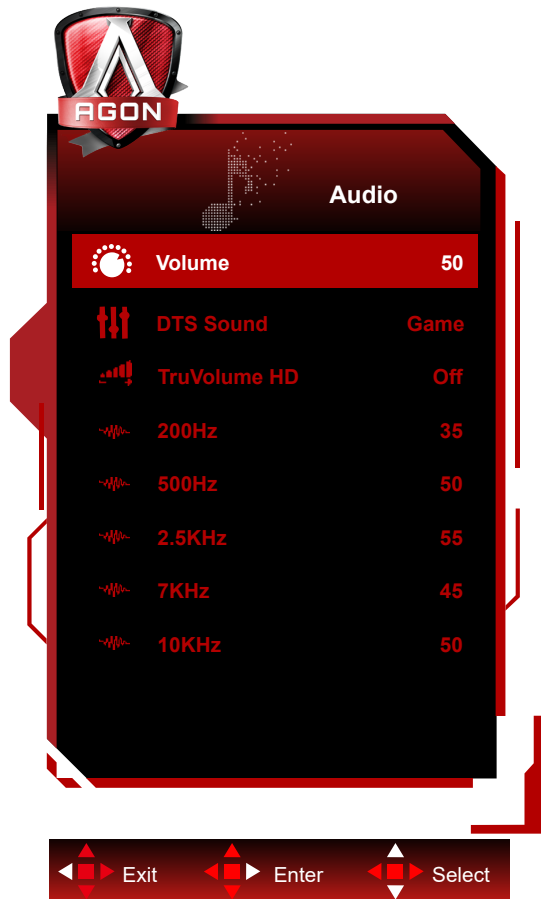 AGON
Audio
Volume 50
DTS Sound Game
TruVolume HD Off
200Hz 35
500Hz 50
2.5KHz 55
7KHz 45
10KHz 50
Exit Enter Select